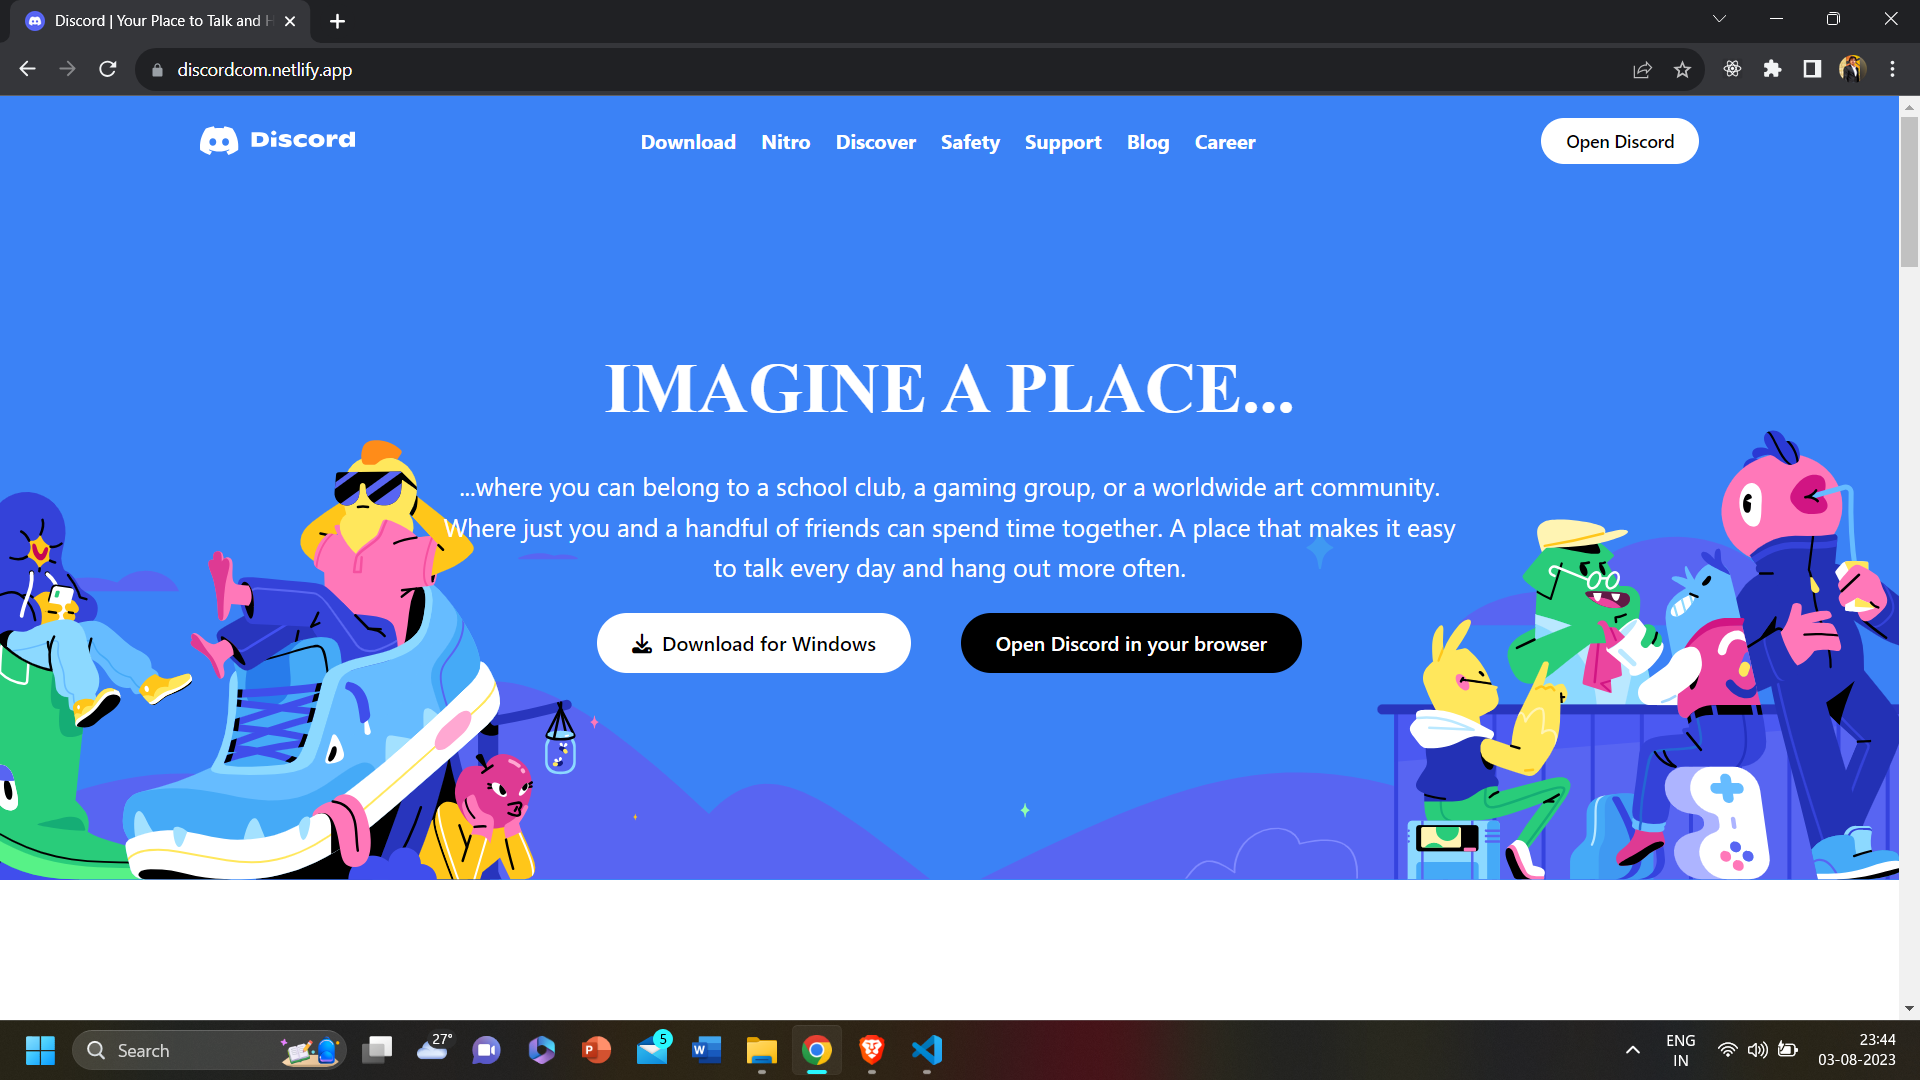 Discord | Your Place to Talk and H
discordcom.netlify.app
Discord
Download Nitro Discover Safety Support Blog Career
Open Discord
IMAGINE A PLACE...
...where you can belong to a school club, a gaming group, or a worldwide art community.
Where just you and a handful of friends can spend time together. A place that makes it easy
to talk every day and hang out more often.
Download for Windows
Open Discord in your browser
Search
27°
5
ENG
IN
23:44
03-08-2023